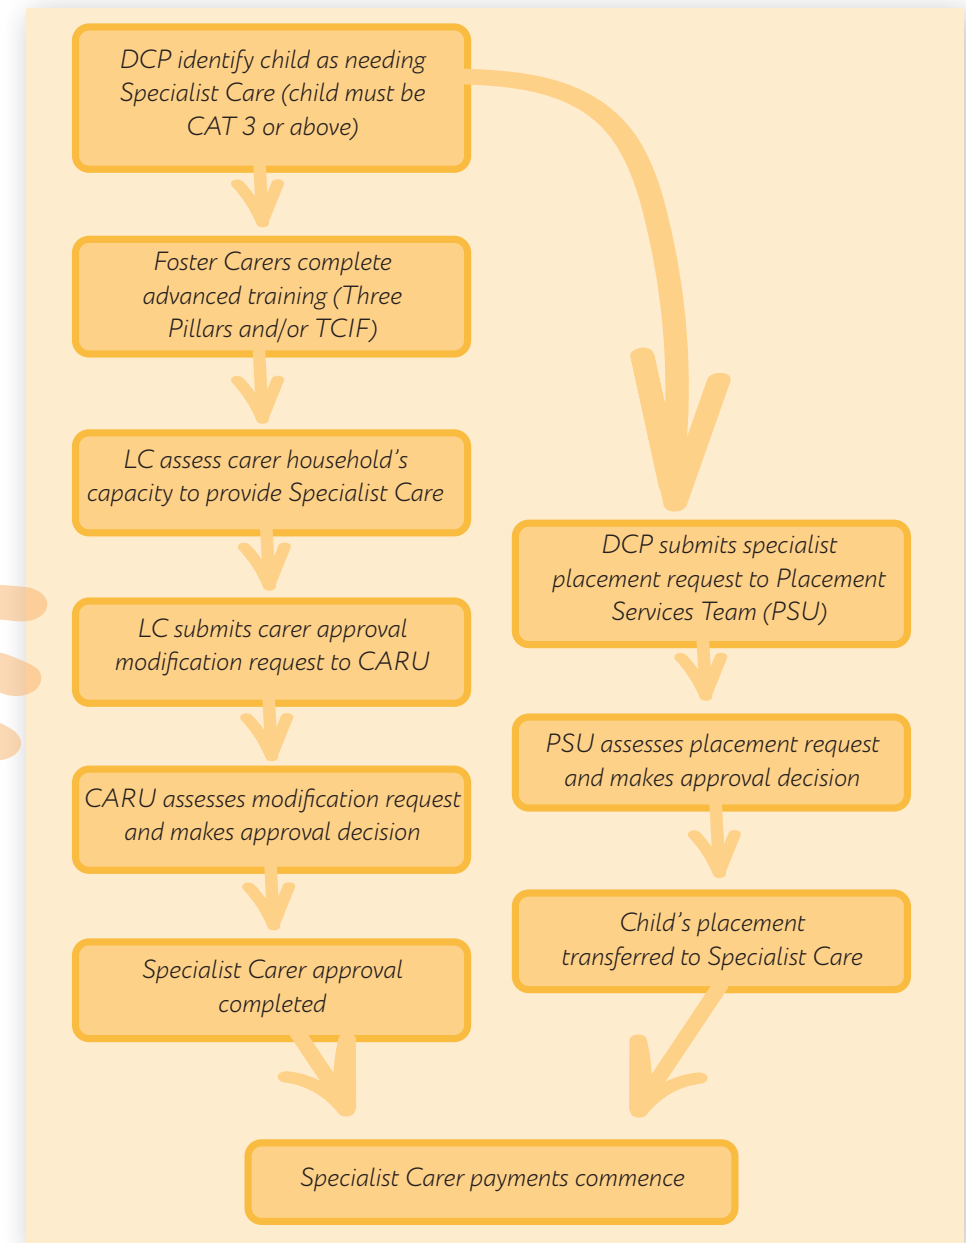 DCP identify child as needing
Specialist Care (child must be
CAT 3 or above)
Foster Carers complete
advanced training (Three
Pillars and/or TCIF)
LC assess carer household’s
capacity to provide Specialist Care
LC submits carer approval
modification request to CARU
CARU assesses modification request
and makes approval decision
Specialist Carer approval
completed
DCP submits specialist
placement request to Placement
Services Team (PSU)
PSU assesses placement request
and makes approval decision
Child’s placement
transferred to Specialist Care
Specialist Carer payments commence